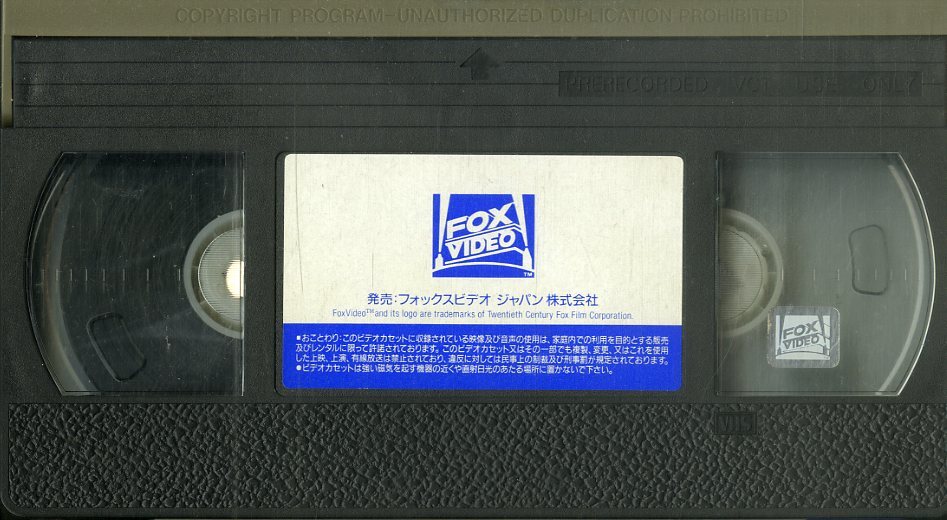 COPYRIGHT PROGRAM-UNAUTHORIZED DUPLICATION PROHIBITED
PRERECORDED VCT USE ONLY
FOX
VIDEO
TM
発売:フォックスビデオ ジャパン 株式会社
FoxVideo™ and its logo are trademarks of Twentieth Century Fox Film Corporation.
■おことわり・このビデオカセットに収録されている映像及び音声の使用は、家庭内での利用を目的とする販売
及びレンタルに限って許諾されております。このビデオカセット又はその一部でも複製、変更、又はこれを使用
した上映、上演、有線放送は禁止されており、違反に対しては民事上の制裁及び刑事罰が規定されております。
●ビデオカセットは強い磁気を起す機器の近くや直射日光のあたる場所に置かないで下さい。
FOX
VIDEO
VHS